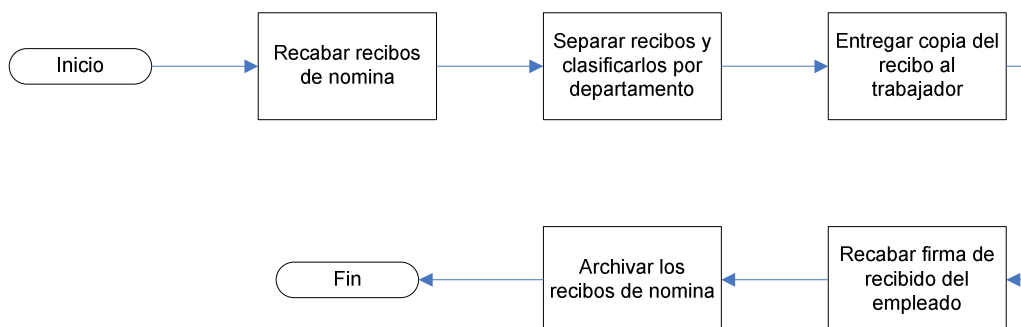 Inicio
Recabar recibos
de nomina
Separar recibos y
clasificarlos por
departamento
Entregar copia del
recibo al
trabajador
Recabar firma de
recibido del
empleado
Archivar los
recibos de nomina
Fin